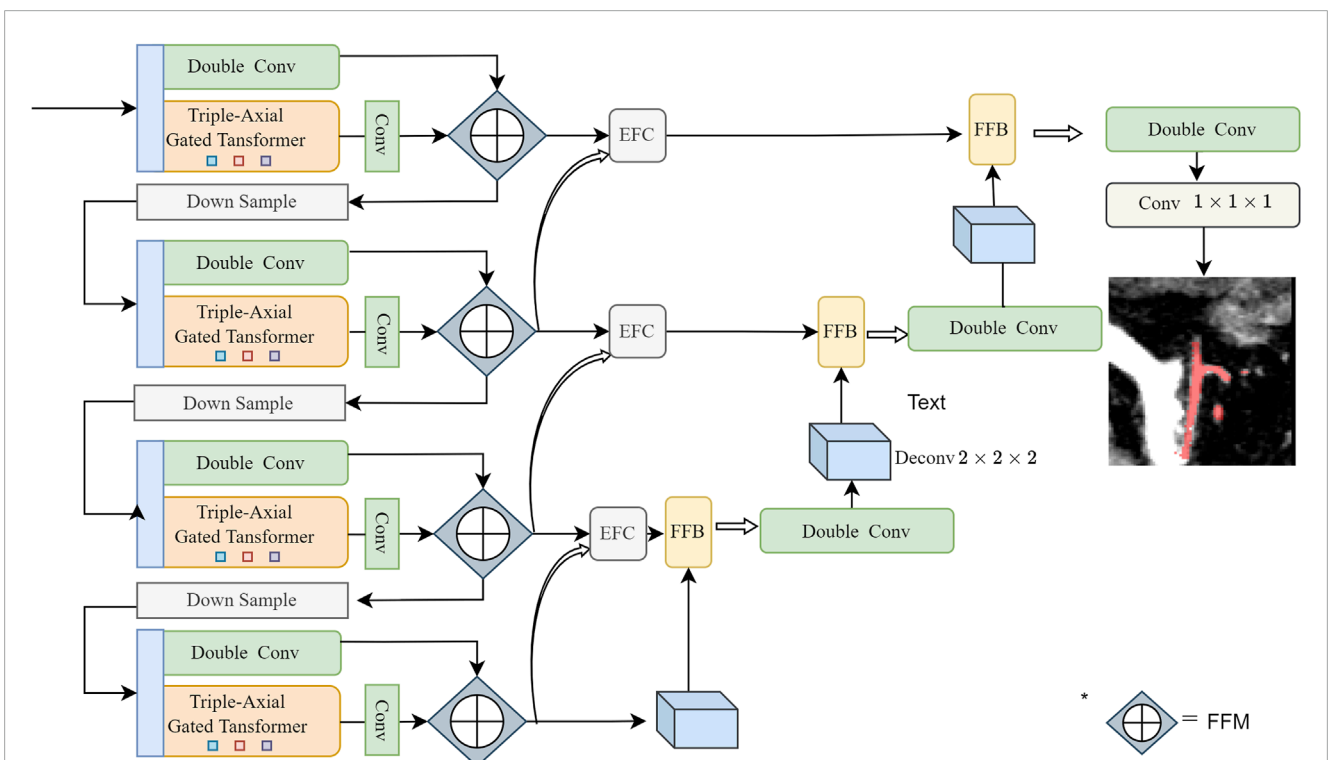 Double Conv
Triple-Axial
Gated Tansformer
Conv
EFC
FFB
Double Conv
Conv 1 × 1 × 1
Down Sample
Double Conv
Triple-Axial
Gated Tansformer
Conv
EFC
FFB
Double Conv
Text
Deconv 2 × 2 × 2
Down Sample
Double Conv
Triple-Axial
Gated Tansformer
Conv
EFC
FFB
Double Conv
Down Sample
Double Conv
Triple-Axial
Gated Tansformer
Conv
* = FFM